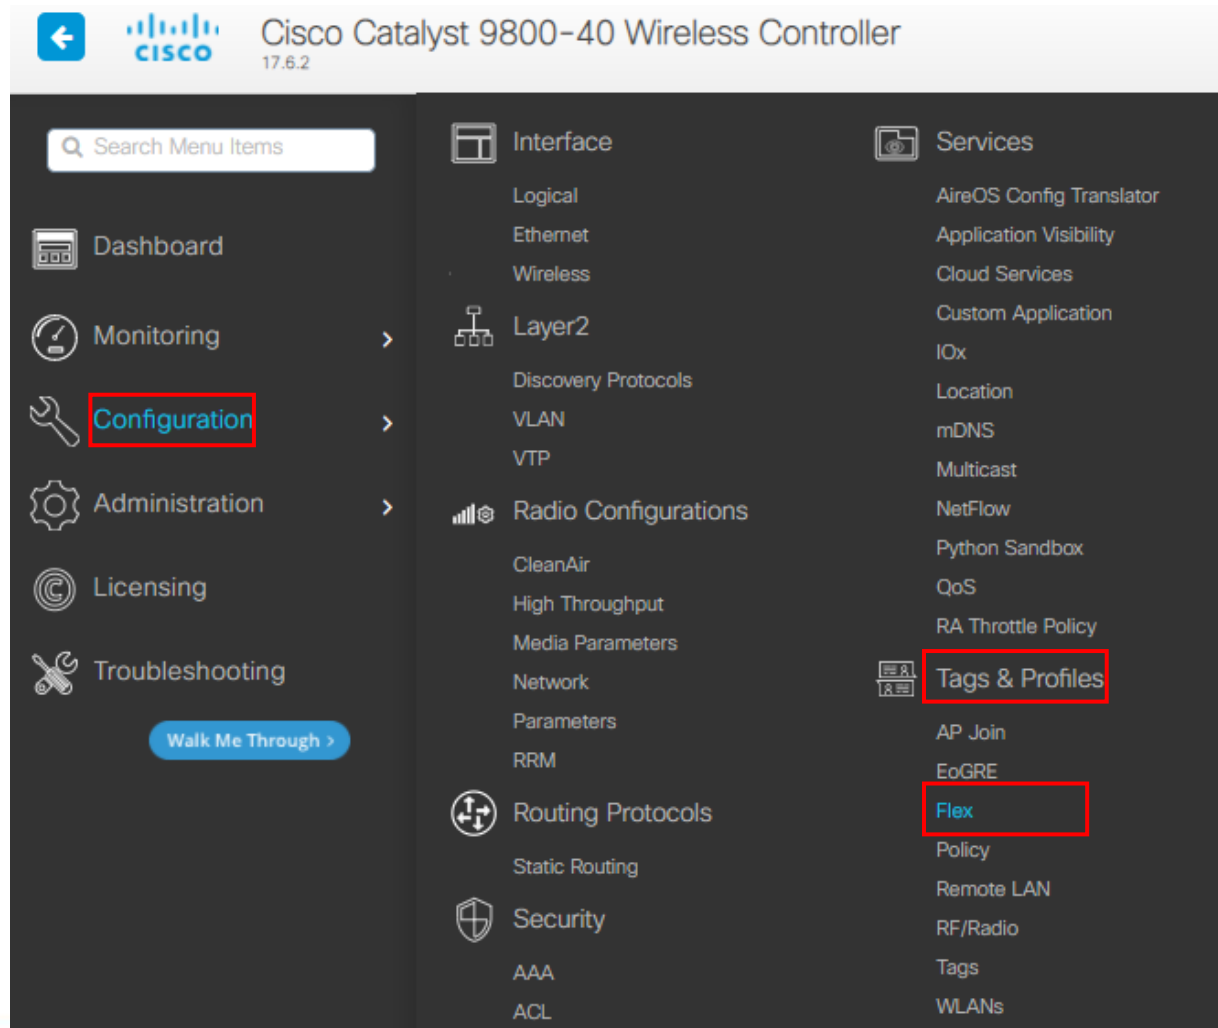 CISCO
Cisco Catalyst 9800-40 Wireless Controller
17.6.2
Search Menu Items
Dashboard
Monitoring
Configuration
Administration
Licensing
Troubleshooting
Walk Me Through >
Interface
Logical
Ethernet
Wireless
Layer2
Discovery Protocols
VLAN
VTP
Radio Configurations
CleanAir
High Throughput
Media Parameters
Network
Parameters
RRM
Routing Protocols
Static Routing
Security
AAA
ACL
Services
AireOS Config Translator
Application Visibility
Cloud Services
Custom Application
IOx
Location
mDNS
Multicast
NetFlow
Python Sandbox
QoS
RA Throttle Policy
Tags & Profiles
AP Join
EoGRE
Flex
Policy
Remote LAN
RF/Radio
Tags
WLANs